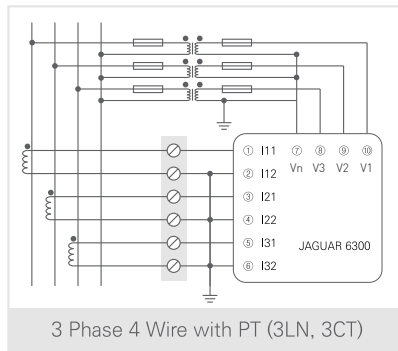 ① I11 ⑦ ⑧ ⑨ ⑩
② I12 Vn V3 V2 V1
③ I21
④ I22
⑤ I31 JAGUAR 6300
⑥ I32
3 Phase 4 Wire with PT (3LN, 3CT)